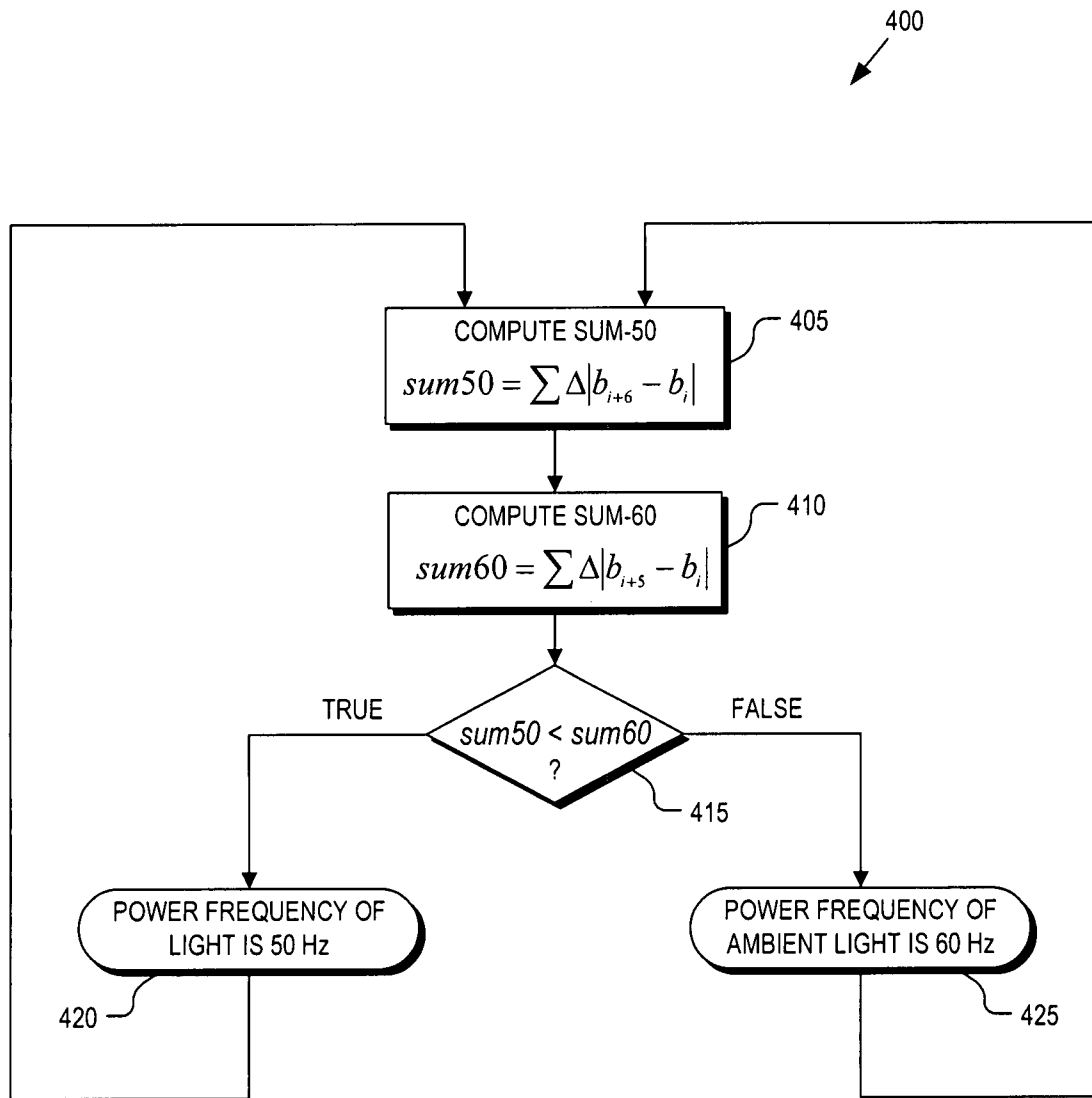 400
COMPUTE SUM-50
sum50 = ∑ Δ|b_{i+6} − b_i|
405
COMPUTE SUM-60
sum60 = ∑ Δ|b_{i+5} − b_i|
410
TRUE
FALSE
sum50 < sum60
?
415
POWER FREQUENCY OF
LIGHT IS 50 Hz
420
POWER FREQUENCY OF
AMBIENT LIGHT IS 60 Hz
425